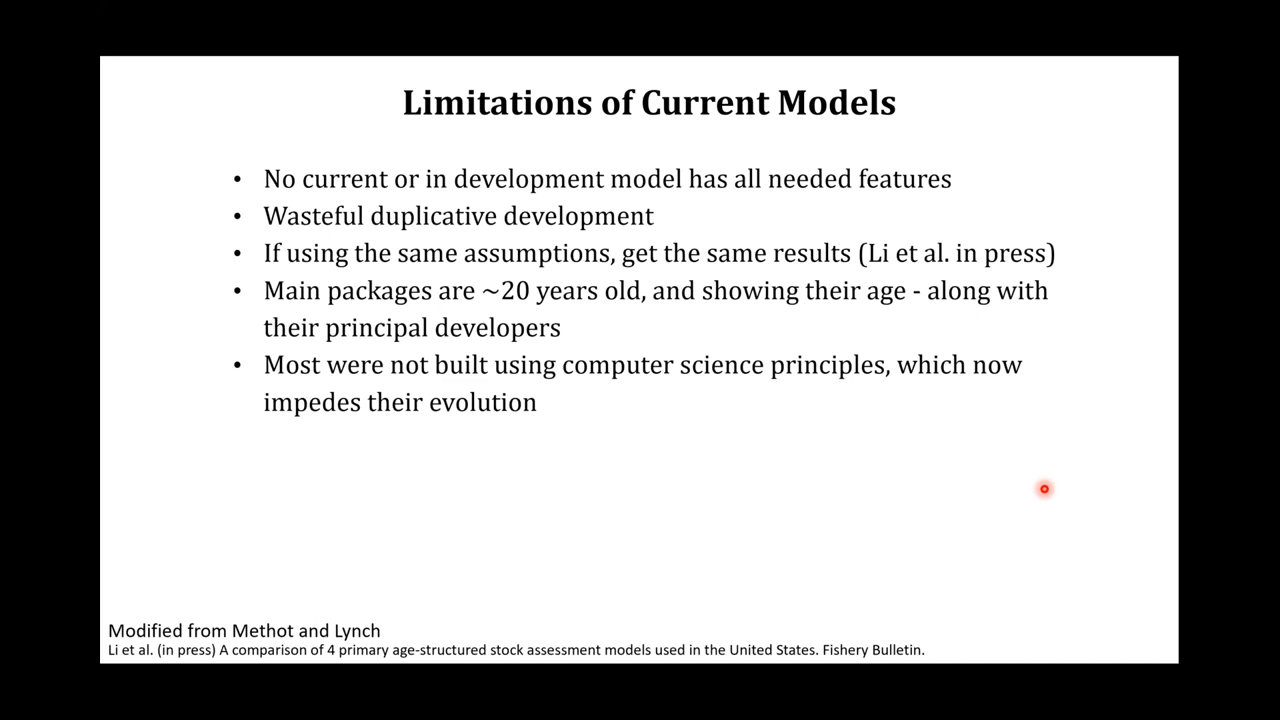 Limitations of Current Models
• No current or in development model has all needed features
• Wasteful duplicative development
• If using the same assumptions, get the same results (Li et al. in press)
• Main packages are ~20 years old, and showing their age - along with
their principal developers
• Most were not built using computer science principles, which now
impedes their evolution
Modified from Methot and Lynch
Li et al. (in press) A comparison of 4 primary age-structured stock assessment models used in the United States. Fishery Bulletin.